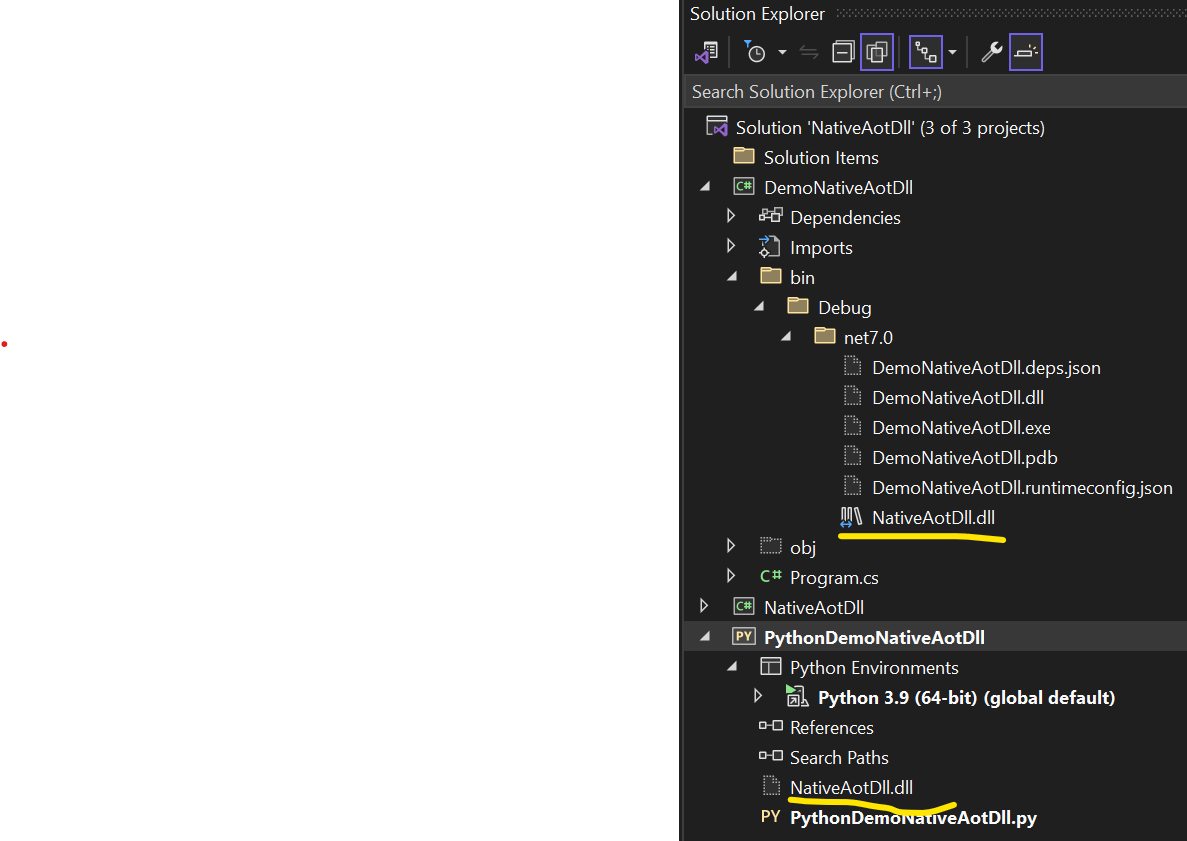 Solution Explorer
Search Solution Explorer (Ctrl+;)
Solution 'NativeAotDll' (3 of 3 projects)
Solution Items
C# DemoNativeAotDll
Dependencies
Imports
bin
Debug
net7.0
DemoNativeAotDll.deps.json
DemoNativeAotDll.dll
DemoNativeAotDll.exe
DemoNativeAotDll.pdb
DemoNativeAotDll.runtimeconfig.json
NativeAotDll.dll
obj
C# Program.cs
C# NativeAotDll
PY PythonDemoNativeAotDll
Python Environments
Python 3.9 (64-bit) (global default)
References
Search Paths
NativeAotDll.dll
PY PythonDemoNativeAotDll.py